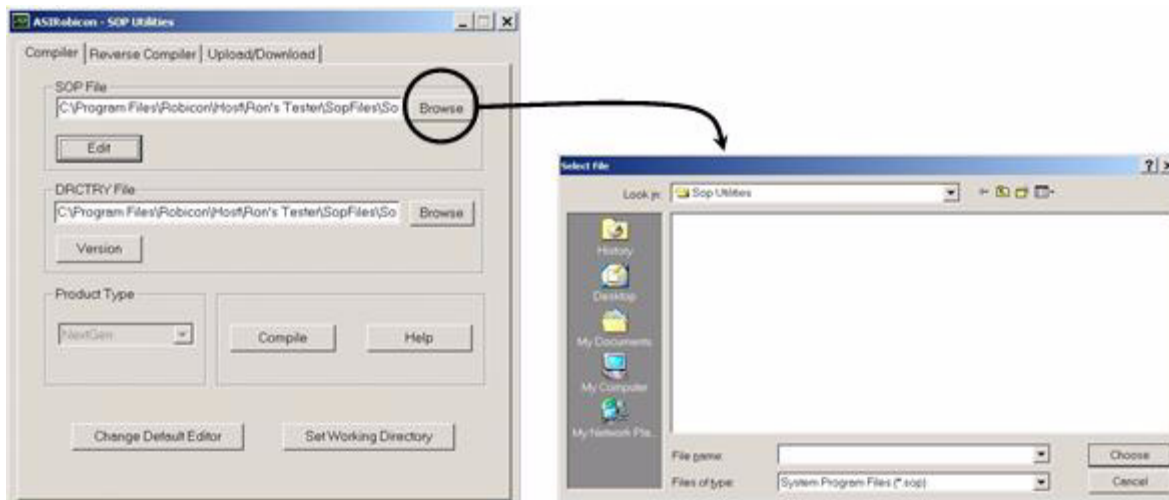 ASIRobicon - SOP Utilities
Compiler Reverse Compiler Upload/Download
SOP File
C:\Program Files\Robicon\Host\Ron's Tester\SopFiles\So Browse
Edit
DRCTRY File
C:\Program Files\Robicon\Host\Ron's Tester\SopFiles\So Browse
Version
Product Type
NextGen
Compile Help
Change Default Editor Set Working Directory
Select File
Look in: Sop Utilities
History
Desktop
My Documents
My Computer
My Network Pla...
File name: Choose
Files of type: System Program Files (*.sop) Cancel